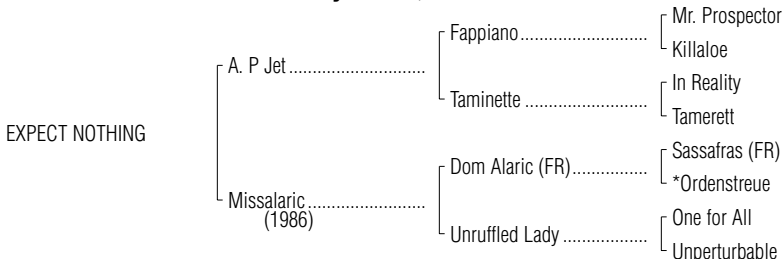 Mr. Prospector
Fappiano
Killaloe
A. P Jet
In Reality
Taminette
Tamerett
EXPECT NOTHING
Sassafras (FR)
Dom Alaric (FR)
*Ordenstreue
Missalaric
(1986)
One for All
Unruffled Lady
Unperturbable